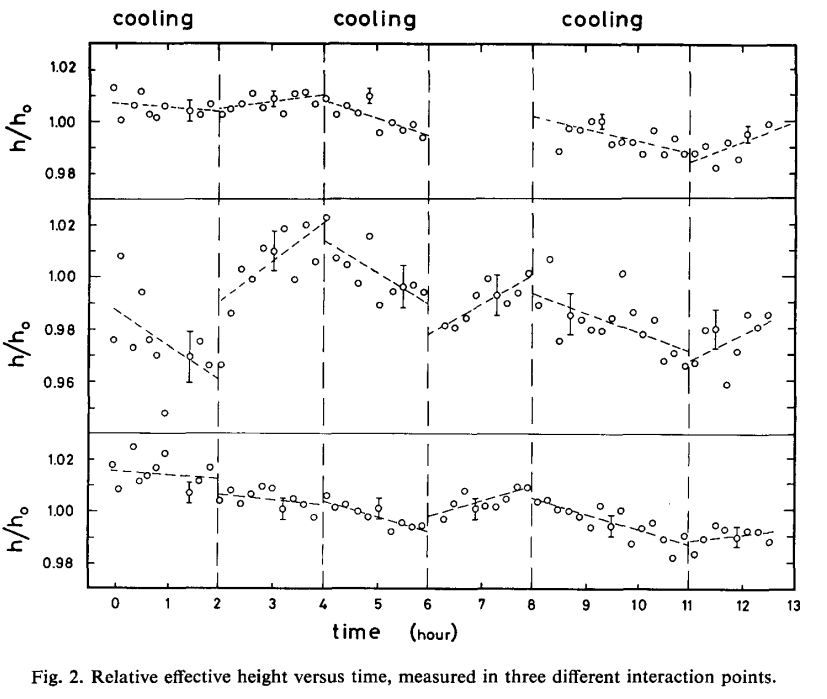 cooling cooling cooling
1.02
1.00
0.98
h/h₀
1.02
1.00
0.98
0.96
h/h₀
1.02
1.00
0.98
h/h₀
0 1 2 3 4 5 6 7 8 9 10 11 12 13
time (hour)
Fig. 2. Relative effective height versus time, measured in three different interaction points.